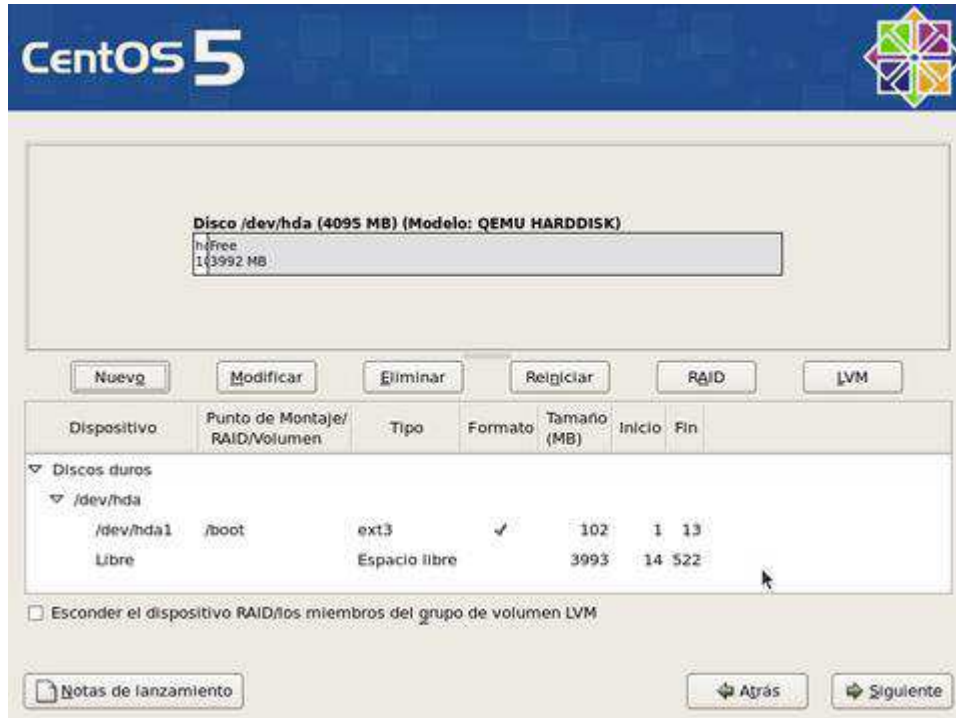 CentOS 5
Disco /dev/hda (4095 MB) (Modelo: QEMU HARDDISK)
Free
3992 MB
Nuevo Modificar Eliminar Reiniciar RAID LVM
Dispositivo Punto de Montaje/ RAID/Volumen Tipo Formato Tamaño (MB) Inicio Fin
Discos duros
/dev/hda
/dev/hda1 /boot ext3 ✓ 102 1 13
Libre Espacio libre 3993 14 522
Esconder el dispositivo RAID/los miembros del grupo de volumen LVM
Notas de lanzamiento Atrás Siguiente